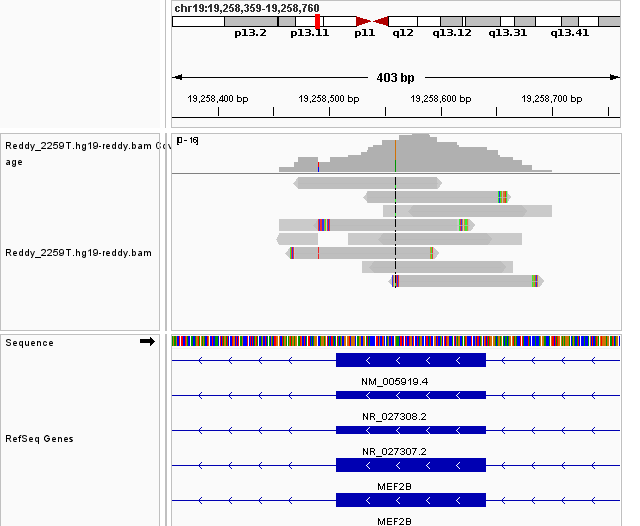 chr19:19,258,359-19,258,760
p13.2 p13.11 p11 q12 q13.12 q13.31 q13.41
403 bp
19,258,400 bp 19,258,500 bp 19,258,600 bp 19,258,700 bp
Reddy_2259T.hg19-reddy.bam Cov
age
[0 - 16]
Reddy_2259T.hg19-reddy.bam
Sequence
NM_005919.4
NR_027308.2
RefSeq Genes
NR_027307.2
MEF2B
MEF2B